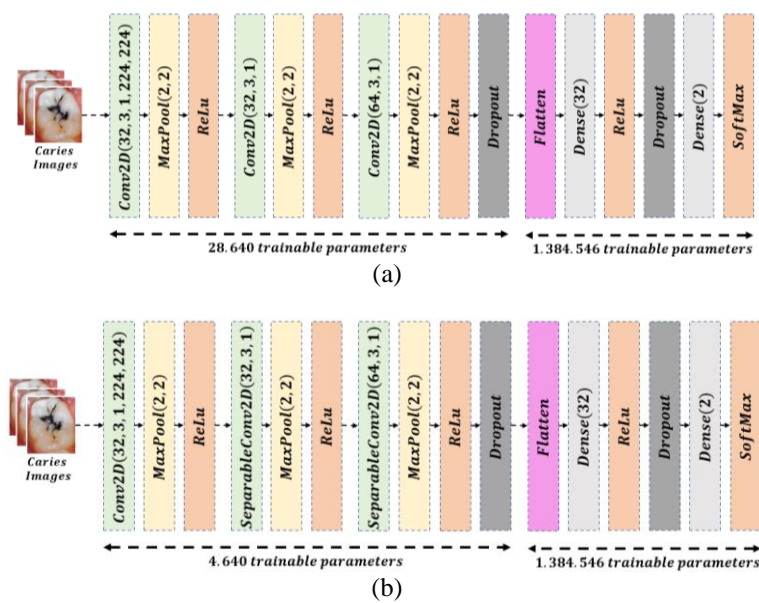 Caries
Images
Conv2D(32,3,1,224,224)
MaxPool(2,2)
ReLu
Conv2D(32,3,1)
MaxPool(2,2)
ReLu
Conv2D(64,3,1)
MaxPool(2,2)
ReLu
Dropout
Flatten
Dense(32)
ReLu
Dropout
Dense(2)
SoftMax
28.640 trainable parameters
1.384.546 trainable parameters
(a)
Caries
Images
Conv2D(32,3,1,224,224)
MaxPool(2,2)
ReLu
SeparableConv2D(32,3,1)
MaxPool(2,2)
ReLu
SeparableConv2D(64,3,1)
MaxPool(2,2)
ReLu
Dropout
Flatten
Dense(32)
ReLu
Dropout
Dense(2)
SoftMax
4.640 trainable parameters
1.384.546 trainable parameters
(b)